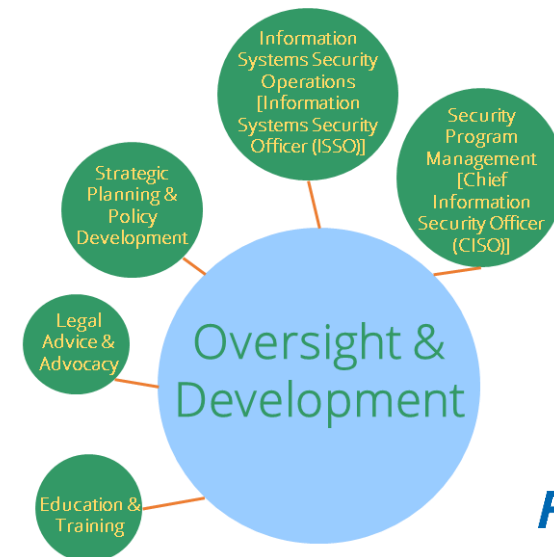 Information
Systems Security
Operations
[Information
Systems Security
Officer (ISSO)]
Security
Program
Management
[Chief
Information
Security Officer
(CISO)]
Strategic
Planning &
Policy
Development
Legal
Advice &
Advocacy
Oversight &
Development
Education &
Training